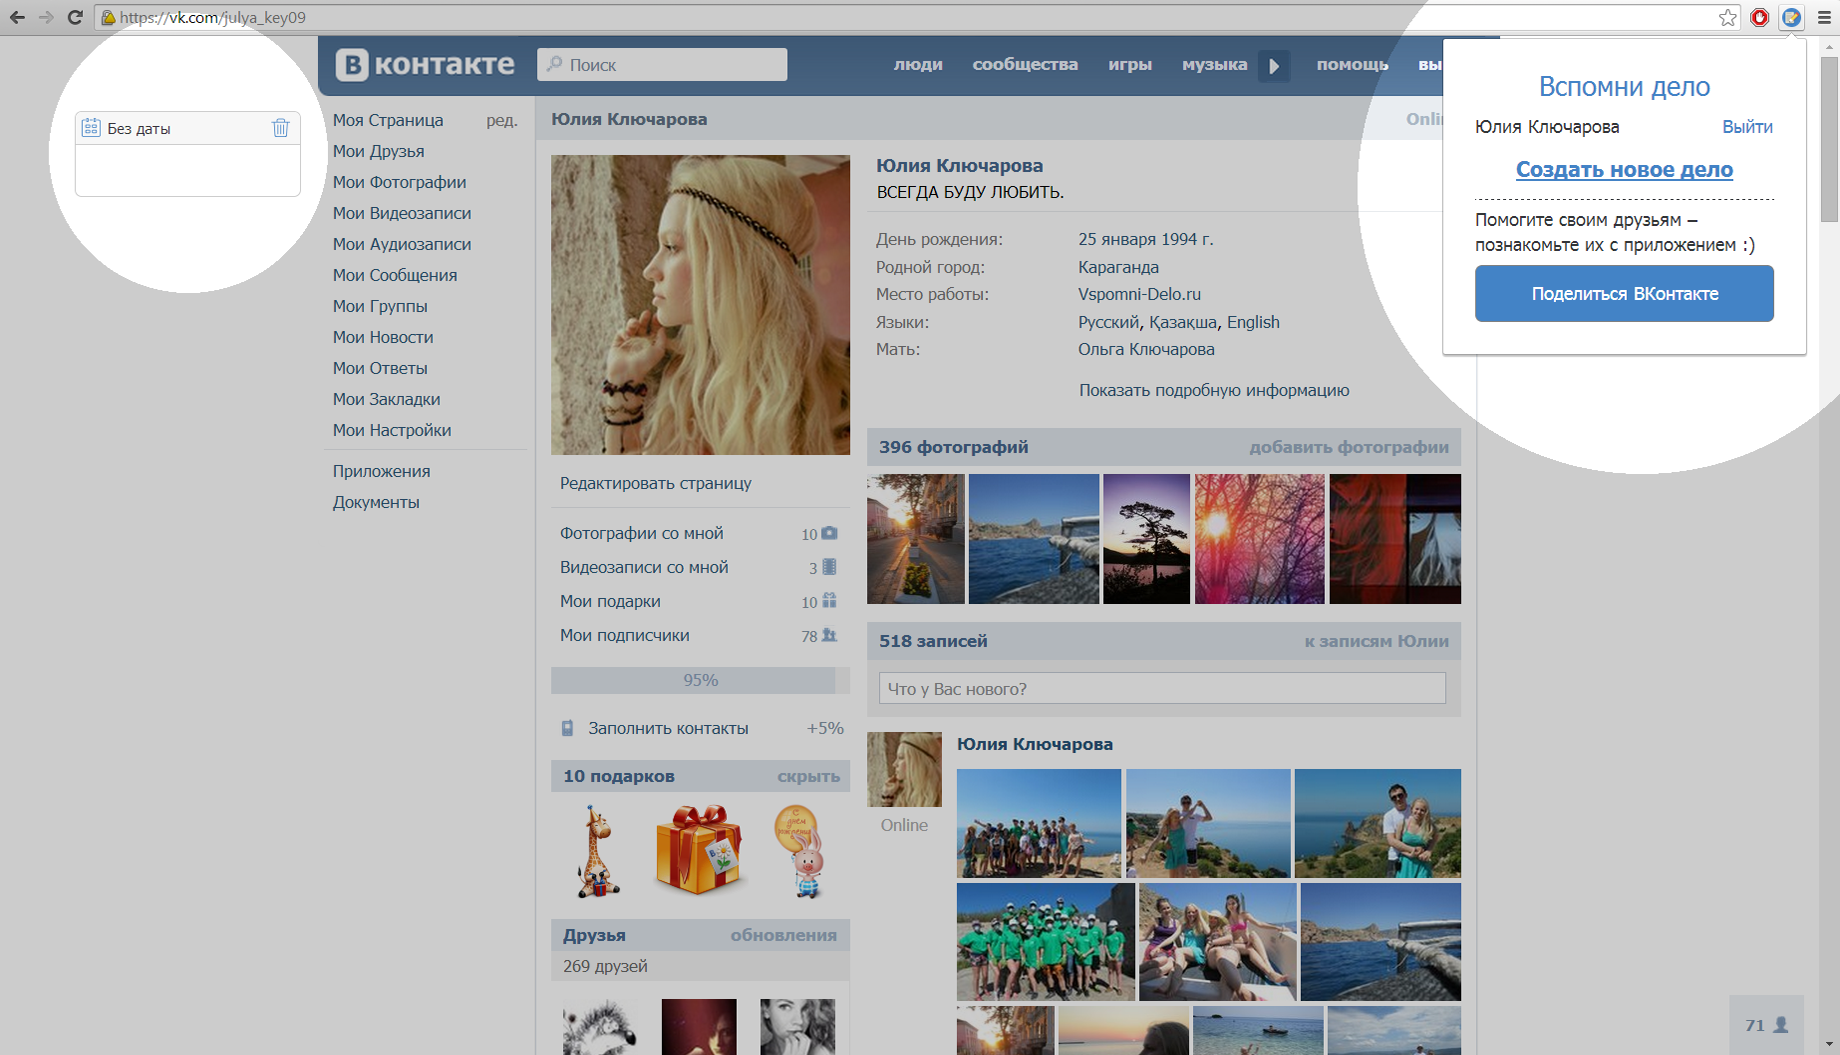 https://vk.com/julya_key09
В контакте
Поиск
люди
сообщества
игры
музыка
помощь
вы
Без даты
Вспомни дело
Юлия Ключарова
Выйти
Создать новое дело
Помогите своим друзьям –
познакомьте их с приложением :)
Поделиться ВКонтакте
Моя Страница
ред.
Мои Друзья
Мои Фотографии
Мои Видеозаписи
Мои Аудиозаписи
Мои Сообщения
Мои Группы
Мои Новости
Мои Ответы
Мои Закладки
Мои Настройки
Приложения
Документы
Юлия Ключарова
Onli
Юлия Ключарова
ВСЕГДА БУДУ ЛЮБИТЬ.
День рождения: 25 января 1994 г.
Родной город: Караганда
Место работы: Vspomni-Delo.ru
Языки: Русский, Қазақша, English
Мать: Ольга Ключарова
Показать подробную информацию
Редактировать страницу
Фотографии со мной 10
Видеозаписи со мной 3
Мои подарки 10
Мои подписчики 78
95%
Заполнить контакты +5%
10 подарков скрыть
Друзья обновления
269 друзей
396 фотографий добавить фотографии
518 записей к записям Юлии
Что у Вас нового?
Юлия Ключарова
Online
71